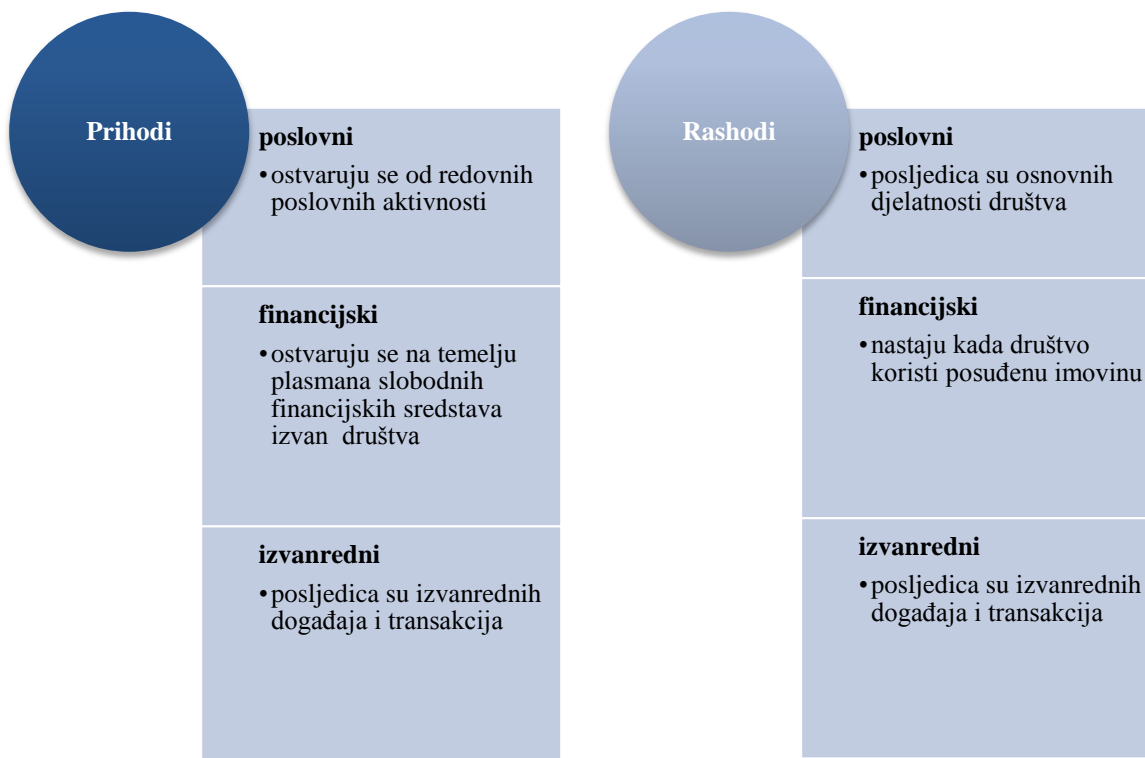 Prihodi
poslovni
•ostvaruju se od redovnih
poslovnih aktivnosti
financijski
•ostvaruju se na temelju
plasmana slobodnih
financijskih sredstava
izvan društva
izvanredni
•posljedica su izvanrednih
događaja i transakcija
Rashodi
poslovni
•posljedica su osnovnih
djelatnosti društva
financijski
•nastaju kada društvo
koristi posuđenu imovinu
izvanredni
•posljedica su izvanrednih
događaja i transakcija